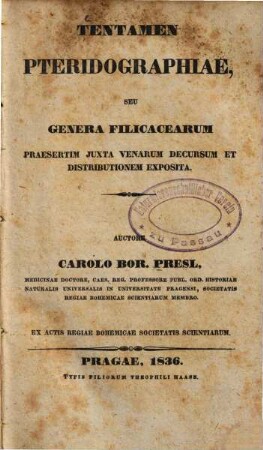 TENTAMEN
PTERIDOGRAPHIAE,
SEU
GENERA FILICACEARUM
PRAESERTIM JUXTA VENARUM DECURSUM ET
DISTRIBUTIONEM EXPOSITA.
AUCTORE
CAROLO BOR. PRESL,
MEDICINAE DOCTORE, CAES. REG. PROFESSORE PUBL. ORD. HISTORIAE
NATURALIS UNIVERSALIS IN UNIVERSITATE PRAGENSI, SOCIETATIS
REGIAE BOHEMICAE SCIENTIARUM MEMBRO.
EX ACTIS REGIAE BOHEMICAE SOCIETATIS SCIENTIARUM.
PRAGAE, 1836.
TYPIS FILIORUM THEOPHILI HAASE.
zu Passau